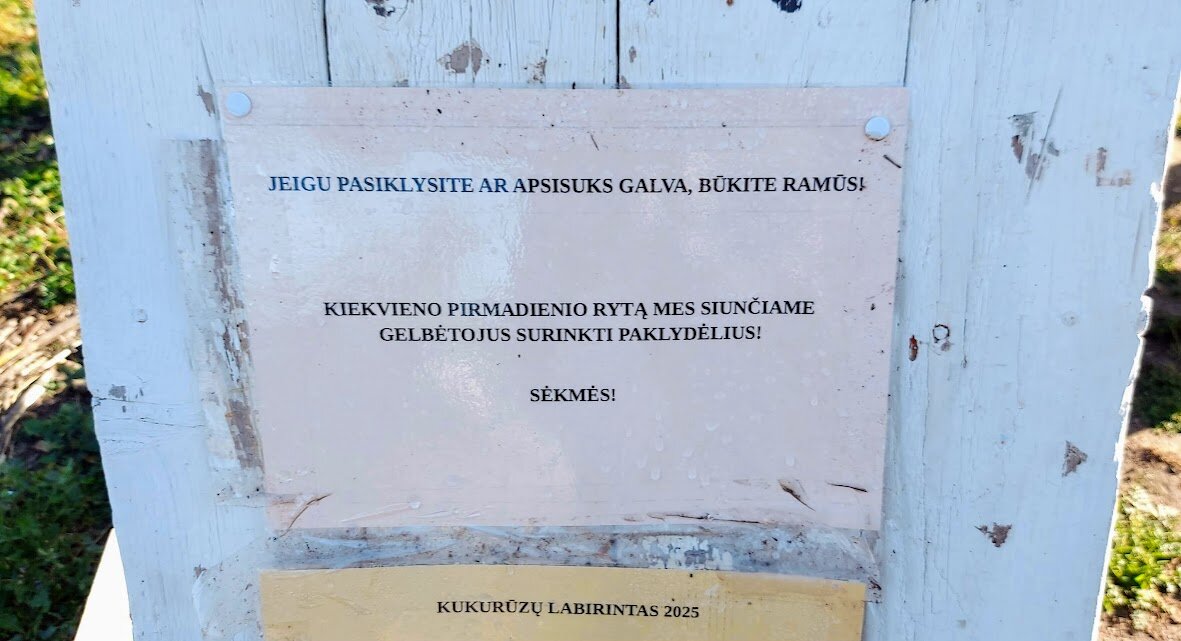 JEIGU PASIKLYSITE AR APSISUKS GALVA, BŪKITE RAMŪS!
KIEKVIENO PIRMADIENIO RYTĄ MES SIUNČIAME
GELBĖTOJUS SURINKTI PAKLYDĖLIUS!
SĖKMĖS!
KUKURŪZŲ LABIRINTAS 2025